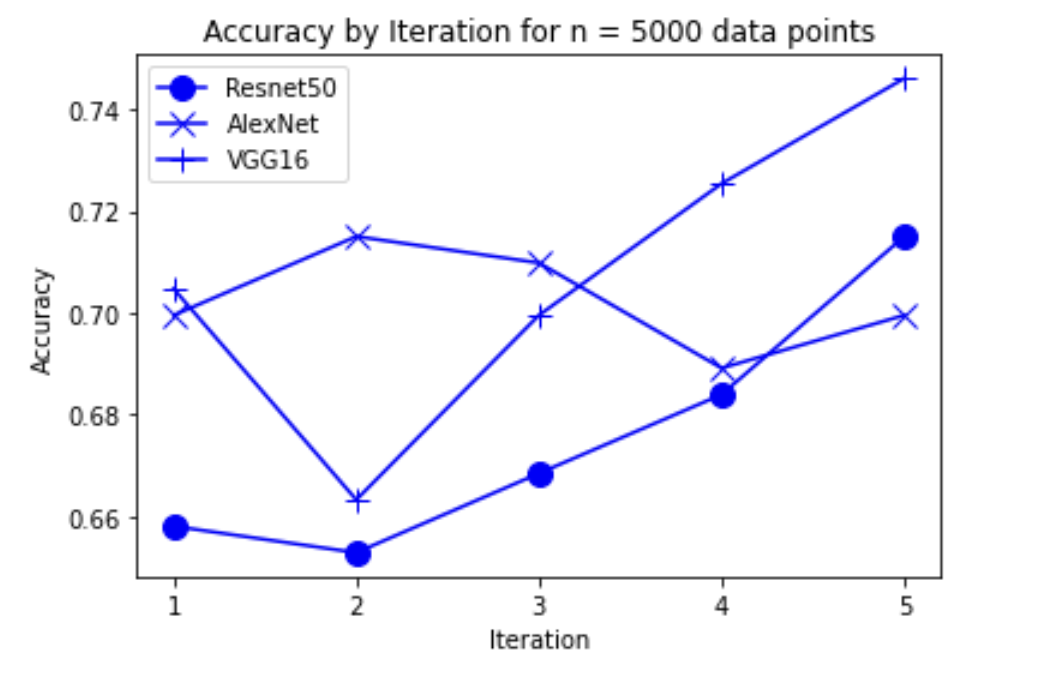 Accuracy by Iteration for n = 5000 data points
Resnet50
AlexNet
VGG16
0.74
0.72
0.70
0.68
0.66
Accuracy
1 2 3 4 5
Iteration